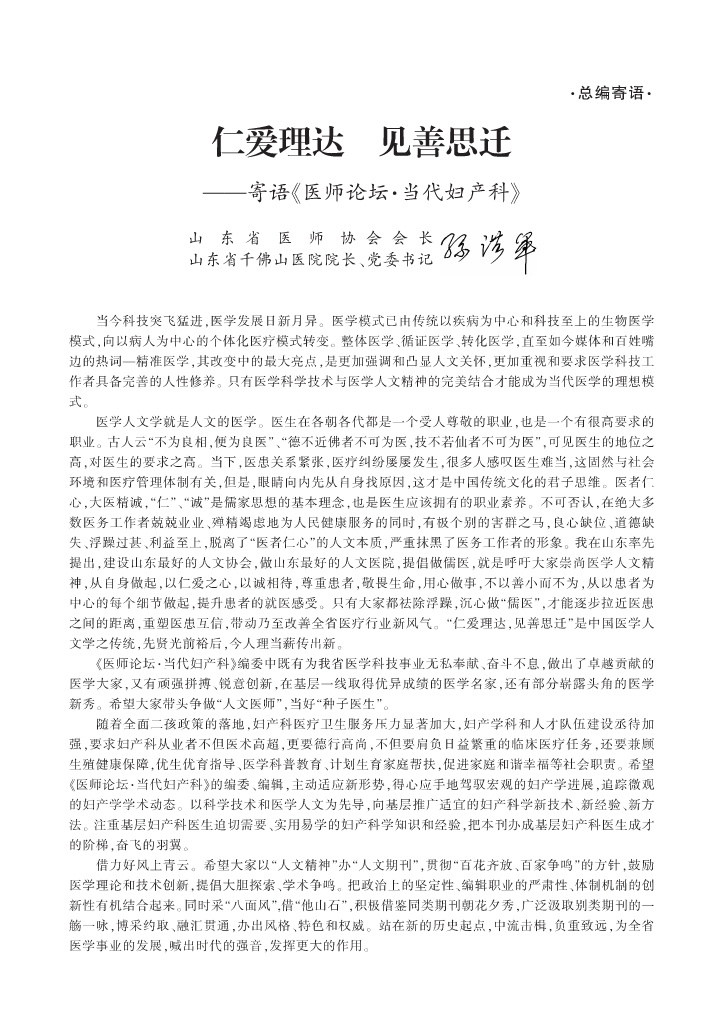 ·总编寄语·
仁爱理达　见善思迁
——寄语《医师论坛·当代妇产科》
山东省医师协会会长
山东省千佛山医院院长、党委书记
当今科技突飞猛进,医学发展日新月异。医学模式已由传统以疾病为中心和科技至上的生物医学
模式,向以病人为中心的个体化医疗模式转变。整体医学、循证医学、转化医学,直至如今媒体和百姓嘴
边的热词—精准医学,其改变中的最大亮点,是更加强调和凸显人文关怀,更加重视和要求医学科技工
作者具备完善的人性修养。只有医学科学技术与医学人文精神的完美结合才能成为当代医学的理想模
式。
医学人文学就是人文的医学。医生在各朝各代都是一个受人尊敬的职业,也是一个有很高要求的
职业。古人云“不为良相,便为良医”、“德不近佛者不可为医,技不若仙者不可为医”,可见医生的地位之
高,对医生的要求之高。当下,医患关系紧张,医疗纠纷屡屡发生,很多人感叹医生难当,这固然与社会
环境和医疗管理体制有关,但是,眼睛向内先从自身找原因,这才是中国传统文化的君子思维。医者仁
心,大医精诚,“仁”、“诚”是儒家思想的基本理念,也是医生应该拥有的职业素养。不可否认,在绝大多
数医务工作者兢兢业业、殚精竭虑地为人民健康服务的同时,有极个别的害群之马,良心缺位、道德缺
失、浮躁过甚、利益至上,脱离了“医者仁心”的人文本质,严重抹黑了医务工作者的形象。我在山东率先
提出,建设山东最好的人文协会,做山东最好的人文医院,提倡做儒医,就是呼吁大家崇尚医学人文精
神,从自身做起,以仁爱之心,以诚相待,尊重患者,敬畏生命,用心做事,不以善小而不为,从以患者为
中心的每个细节做起,提升患者的就医感受。只有大家都祛除浮躁,沉心做“儒医”,才能逐步拉近医患
之间的距离,重塑医患互信,带动乃至改善全省医疗行业新风气。“仁爱理达,见善思迁”是中国医学人
文学之传统,先贤光前裕后,今人理当薪传出新。
《医师论坛·当代妇产科》编委中既有为我省医学科技事业无私奉献、奋斗不息,做出了卓越贡献的
医学大家,又有顽强拼搏、锐意创新,在基层一线取得优异成绩的医学名家,还有部分崭露头角的医学
新秀。希望大家带头争做“人文医师”,当好“种子医生”。
随着全面二孩政策的落地,妇产科医疗卫生服务压力显著加大,妇产学科和人才队伍建设丞待加
强,要求妇产科从业者不但医术高超,更要德行高尚,不但要肩负日益繁重的临床医疗任务,还要兼顾
生殖健康保障,优生优育指导、医学科普教育、计划生育家庭帮扶,促进家庭和谐幸福等社会职责。希望
《医师论坛·当代妇产科》的编委、编辑,主动适应新形势,得心应手地驾驭宏观的妇产学进展,追踪微观
的妇产学学术动态。以科学技术和医学人文为先导,向基层推广适宜的妇产科学新技术、新经验、新方
法。注重基层妇产科医生迫切需要、实用易学的妇产科学知识和经验,把本刊办成基层妇产科医生成才
的阶梯,奋飞的羽翼。
借力好风上青云。希望大家以“人文精神”办“人文期刊”,贯彻“百花齐放、百家争鸣”的方针,鼓励
医学理论和技术创新,提倡大胆探索、学术争鸣。把政治上的坚定性、编辑职业的严肃性、体制机制的创
新性有机结合起来。同时采“八面风”,借“他山石”,积极借鉴同类期刊朝花夕秀,广泛汲取别类期刊的一
觞一咏,博采约取、融汇贯通,办出风格、特色和权威。站在新的历史起点,中流击楫,负重致远,为全省
医学事业的发展,喊出时代的强音,发挥更大的作用。